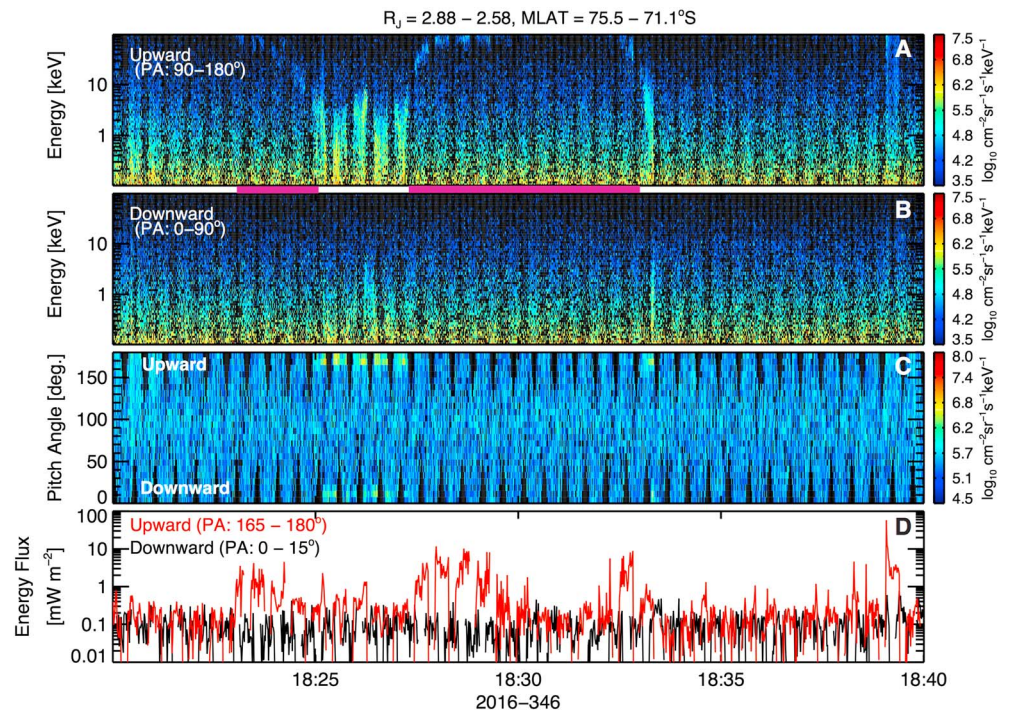 R_J = 2.88 − 2.58, MLAT = 75.5 − 71.1°S
A
Upward
(PA: 90−180°)
Energy [keV]
10
1
7.5
6.8
6.2
5.5
4.8
4.2
3.5
log₁₀ cm⁻²sr⁻¹s⁻¹keV⁻¹
B
Downward
(PA: 0−90°)
Energy [keV]
10
1
7.5
6.8
6.2
5.5
4.8
4.2
3.5
log₁₀ cm⁻²sr⁻¹s⁻¹keV⁻¹
C
Upward
Downward
Pitch Angle [deg.]
150
100
50
0
8.0
7.4
6.8
6.2
5.7
5.1
4.5
log₁₀ cm⁻²sr⁻¹s⁻¹keV⁻¹
D
Upward (PA: 165 − 180°)
Downward (PA: 0 − 15°)
Energy Flux
[mW m⁻²]
100
10
1
0.1
0.01
18:25 18:30 18:35 18:40
2016−346